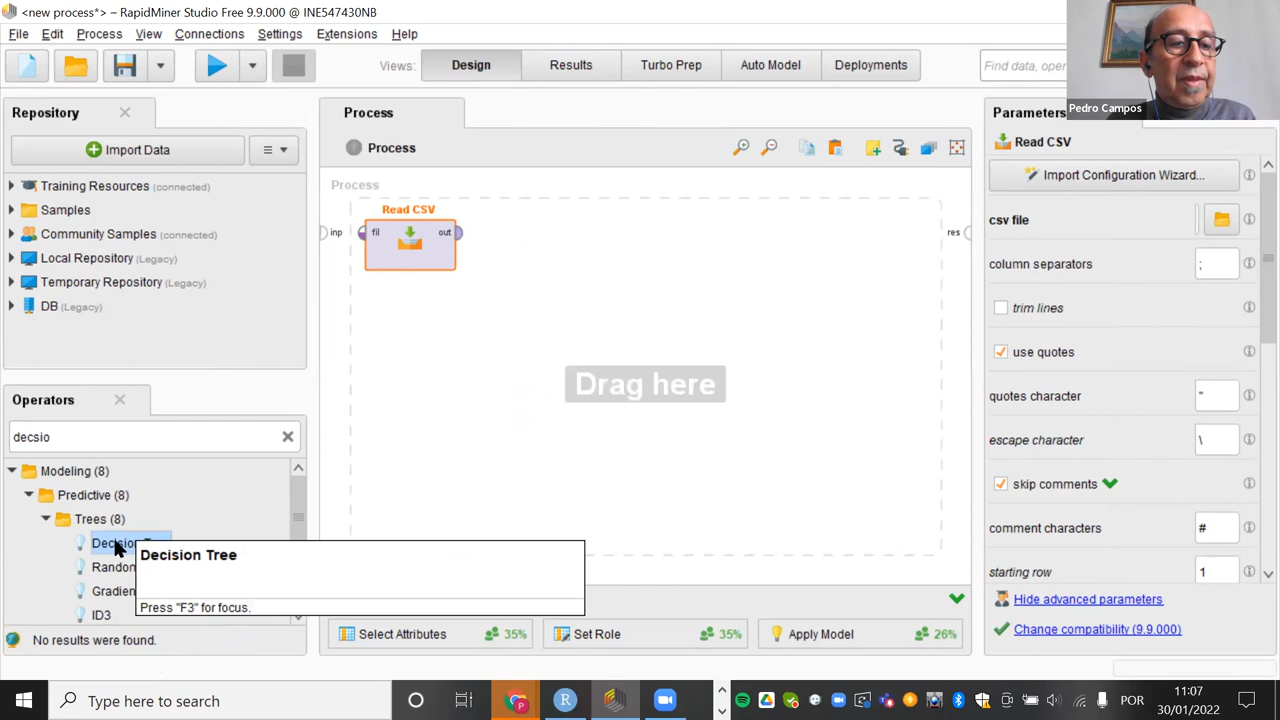 <new process*> – RapidMiner Studio Free 9.9.000 @ INE547430NB
File Edit Process View Connections Settings Extensions Help
Views: Design Results Turbo Prep Auto Model Deployments
Find data, oper
Pedro Campos
Repository
Import Data
Training Resources (connected)
Samples
Community Samples (connected)
Local Repository (Legacy)
Temporary Repository (Legacy)
DB (Legacy)
Operators
decsio
Modeling (8)
Predictive (8)
Trees (8)
Decision
Random
Gradien
ID3
No results were found.
Decision Tree
Press "F3" for focus.
Process
Process
Process
Read CSV
inp fil out res
Drag here
Select Attributes 35% Set Role 35% Apply Model 26%
Parameters
Read CSV
Import Configuration Wizard...
csv file
column separators ;
trim lines
use quotes
quotes character "
escape character \
skip comments
comment characters #
starting row 1
Hide advanced parameters
Change compatibility (9.9.000)
Type here to search
R
P
POR
11:07
30/01/2022